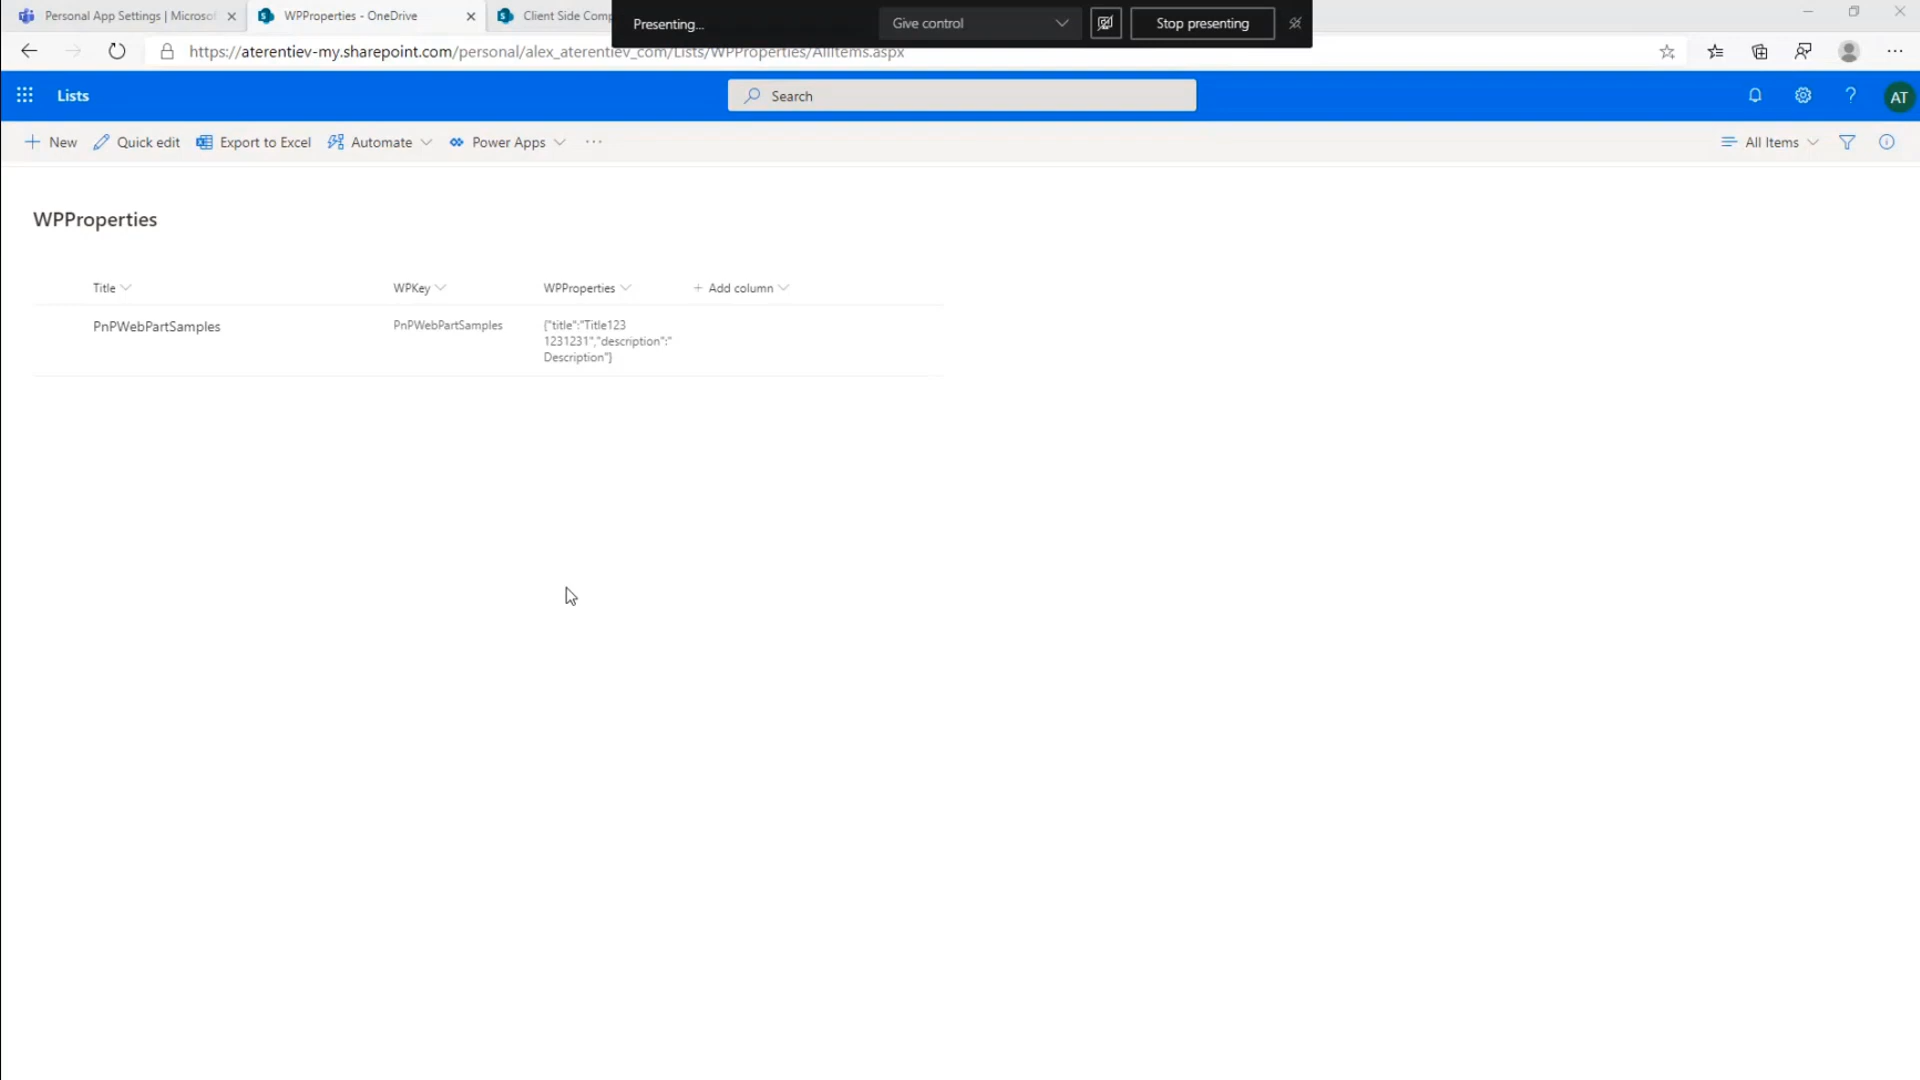 Personal App Settings | Microso
WPProperties - OneDrive
Client Side Comp
Presenting...
Give control
Stop presenting
https://aterentiev-my.sharepoint.com/personal/alex_aterentiev_com/Lists/WPProperties/AllItems.aspx
Lists
Search
AT
New
Quick edit
Export to Excel
Automate
Power Apps
All Items
WPProperties
Title
WPKey
WPProperties
+ Add column
PnPWebPartSamples
PnPWebPartSamples
{"title":"Title123
1231231","description":"
Description"}